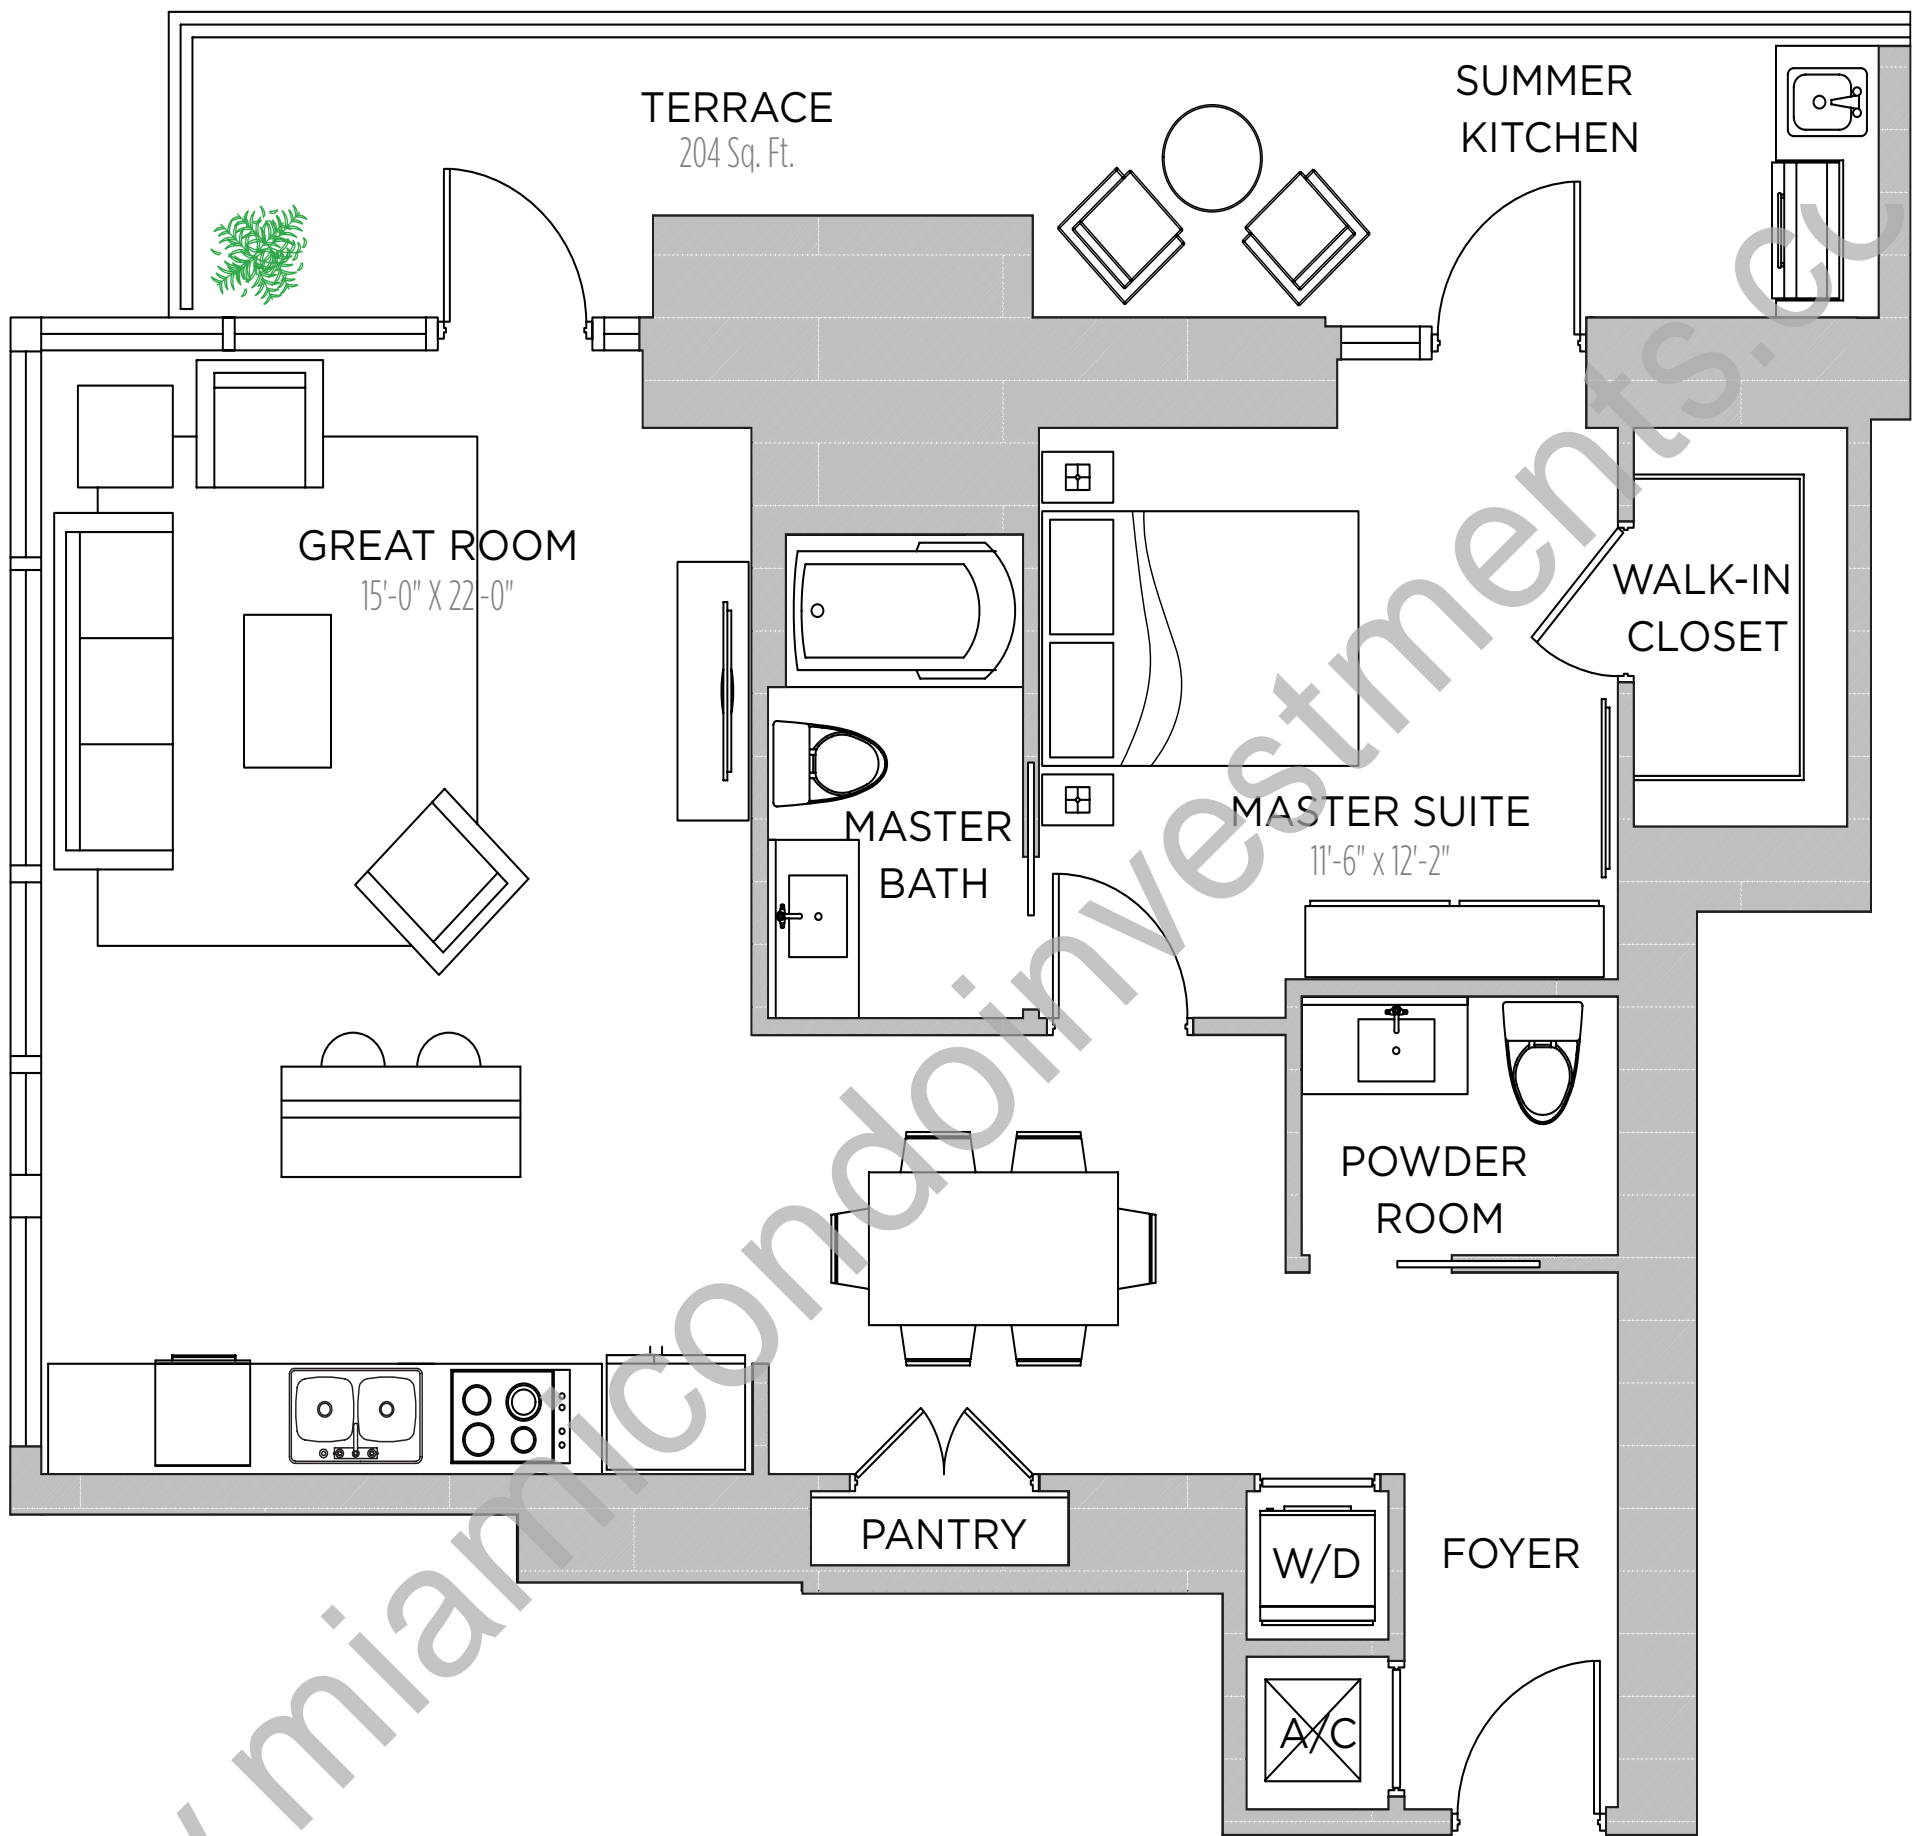 TERRACE
204 Sq. Ft.
SUMMER
KITCHEN
GREAT ROOM
15'-0" X 22'-0"
WALK-IN
CLOSET
MASTER
BATH
MASTER SUITE
11'-6" x 12'-2"
POWDER
ROOM
PANTRY
W/D
FOYER
A/C
miamicondoinvestments.co